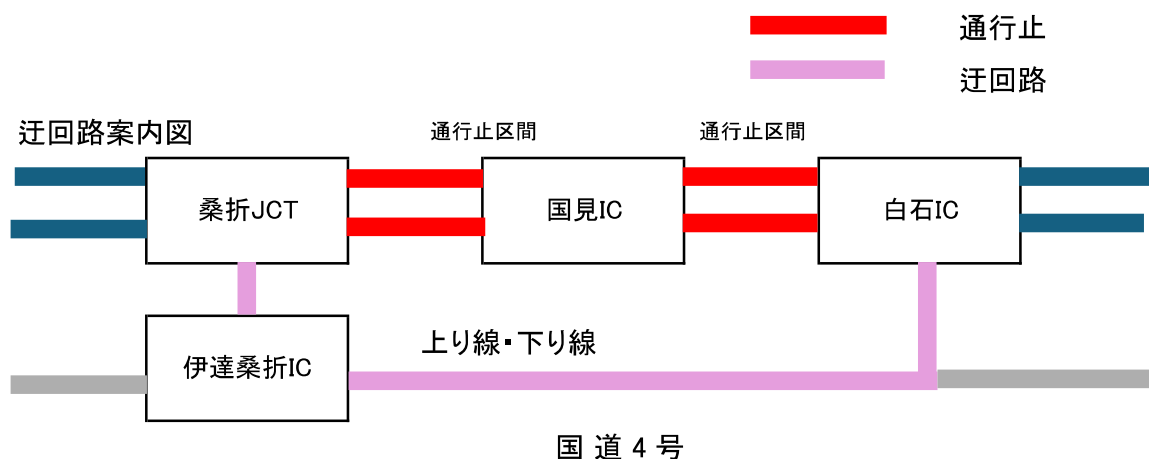 通行止
迂回路
迂回路案内図
通行止区間
通行止区間
桑折JCT
国見IC
白石IC
上り線・下り線
伊達桑折IC
国道4号